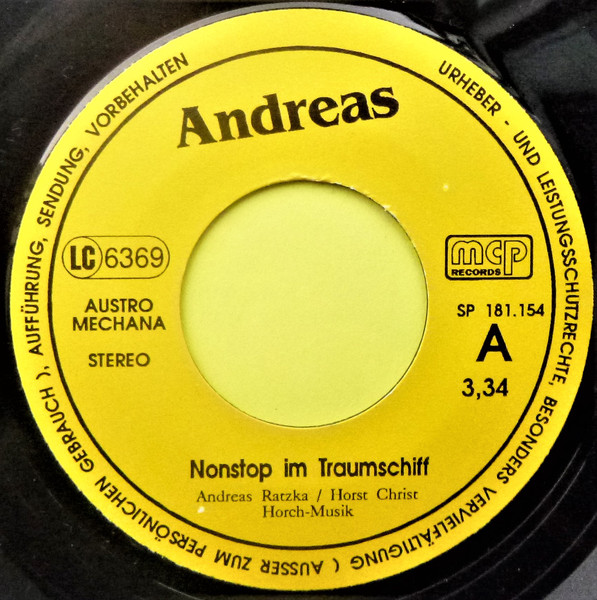 URHEBER - UND LEISTUNGSSCHUTZRECHTE, BESONDERS VERVIELFÄLTIGUNG ( AUSSER ZUM PERSÖNLICHEN GEBRAUCH ), AUFFÜHRUNG, SENDUNG, VORBEHALTEN
Andreas
LC 6369
mcp
RECORDS
AUSTRO
MECHANA
STEREO
SP 181.154
A
3,34
Nonstop im Traumschiff
Andreas Ratzka / Horst Christ
Horch-Musik